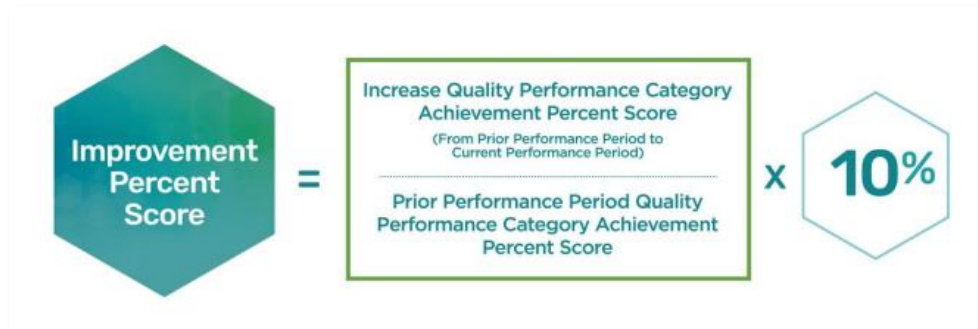 Improvement
Percent
Score
=
Increase Quality Performance Category
Achievement Percent Score
(From Prior Performance Period to
Current Performance Period)
Prior Performance Period Quality
Performance Category Achievement
Percent Score
x
10%